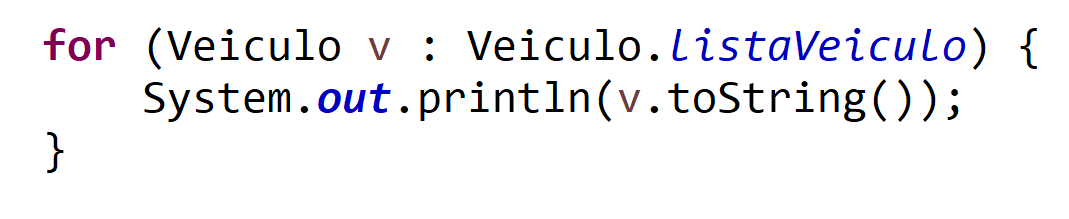 for (Veiculo v : Veiculo.listaVeiculo) {
    System.out.println(v.toString());
}